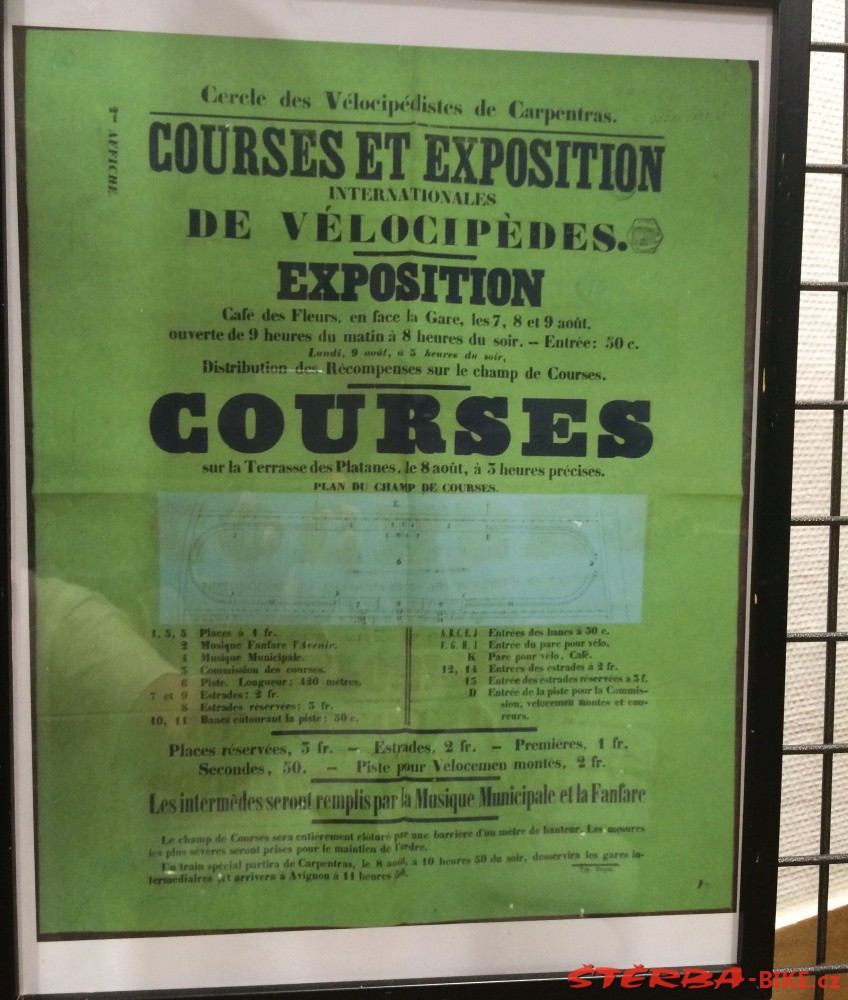 Cercle des Vélocipédistes de Carpentras.
2me AFFICHE.
COURSES ET EXPOSITION
INTERNATIONALES
DE VÉLOCIPÈDES.
EXPOSITION
Café des Fleurs, en face la Gare, les 7, 8 et 9 août,
ouverte de 9 heures du matin à 8 heures du soir. — Entrée: 50 c.
Lundi, 9 août, à 5 heures du soir,
Distribution des Récompenses sur le champ de Courses.
COURSES
sur la Terrasse des Platanes, le 8 août, à 3 heures précises.
PLAN DU CHAMP DE COURSES.
1, 3, 5 Places à 1 fr.
2 Musique Fanfare l'Avenir.
4 Musique Municipale.
Commission des courses.
6 Piste. Longueur: 420 mètres.
7 et 9 Estrades: 2 fr.
8 Estrades réservées: 3 fr.
10, 11 Bancs entourant la piste: 50 c.
Entrées des bancs à 50 c.
Entrée du parc pour vélo.
K Parc pour vélo, Café.
12, 14 Entrées des estrades à 2 fr.
13 Entrée des estrades réservées à 3 f.
D Entrée de la piste pour la Commis-
sion, velocemen montés et cou-
reurs.
Places réservées, 3 fr. — Estrades, 2 fr. — Premières, 1 fr.
Secondes, 50. — Piste pour Velocemen montés, 2 fr.
Les intermèdes seront remplis par la Musique Municipale et la Fanfare
Le champ de Courses sera entièrement clôturé par une barrière d'un mètre de hauteur. Les mesures
les plus sévères seront prises pour le maintien de l'ordre.
Un train spécial partira de Carpentras, le 8 août, à 10 heures 50 du soir, desservira les gares in-
termédiaires et arrivera à Avignon à 11 heures 50.
ŠTĚRBA-BIKE.cz